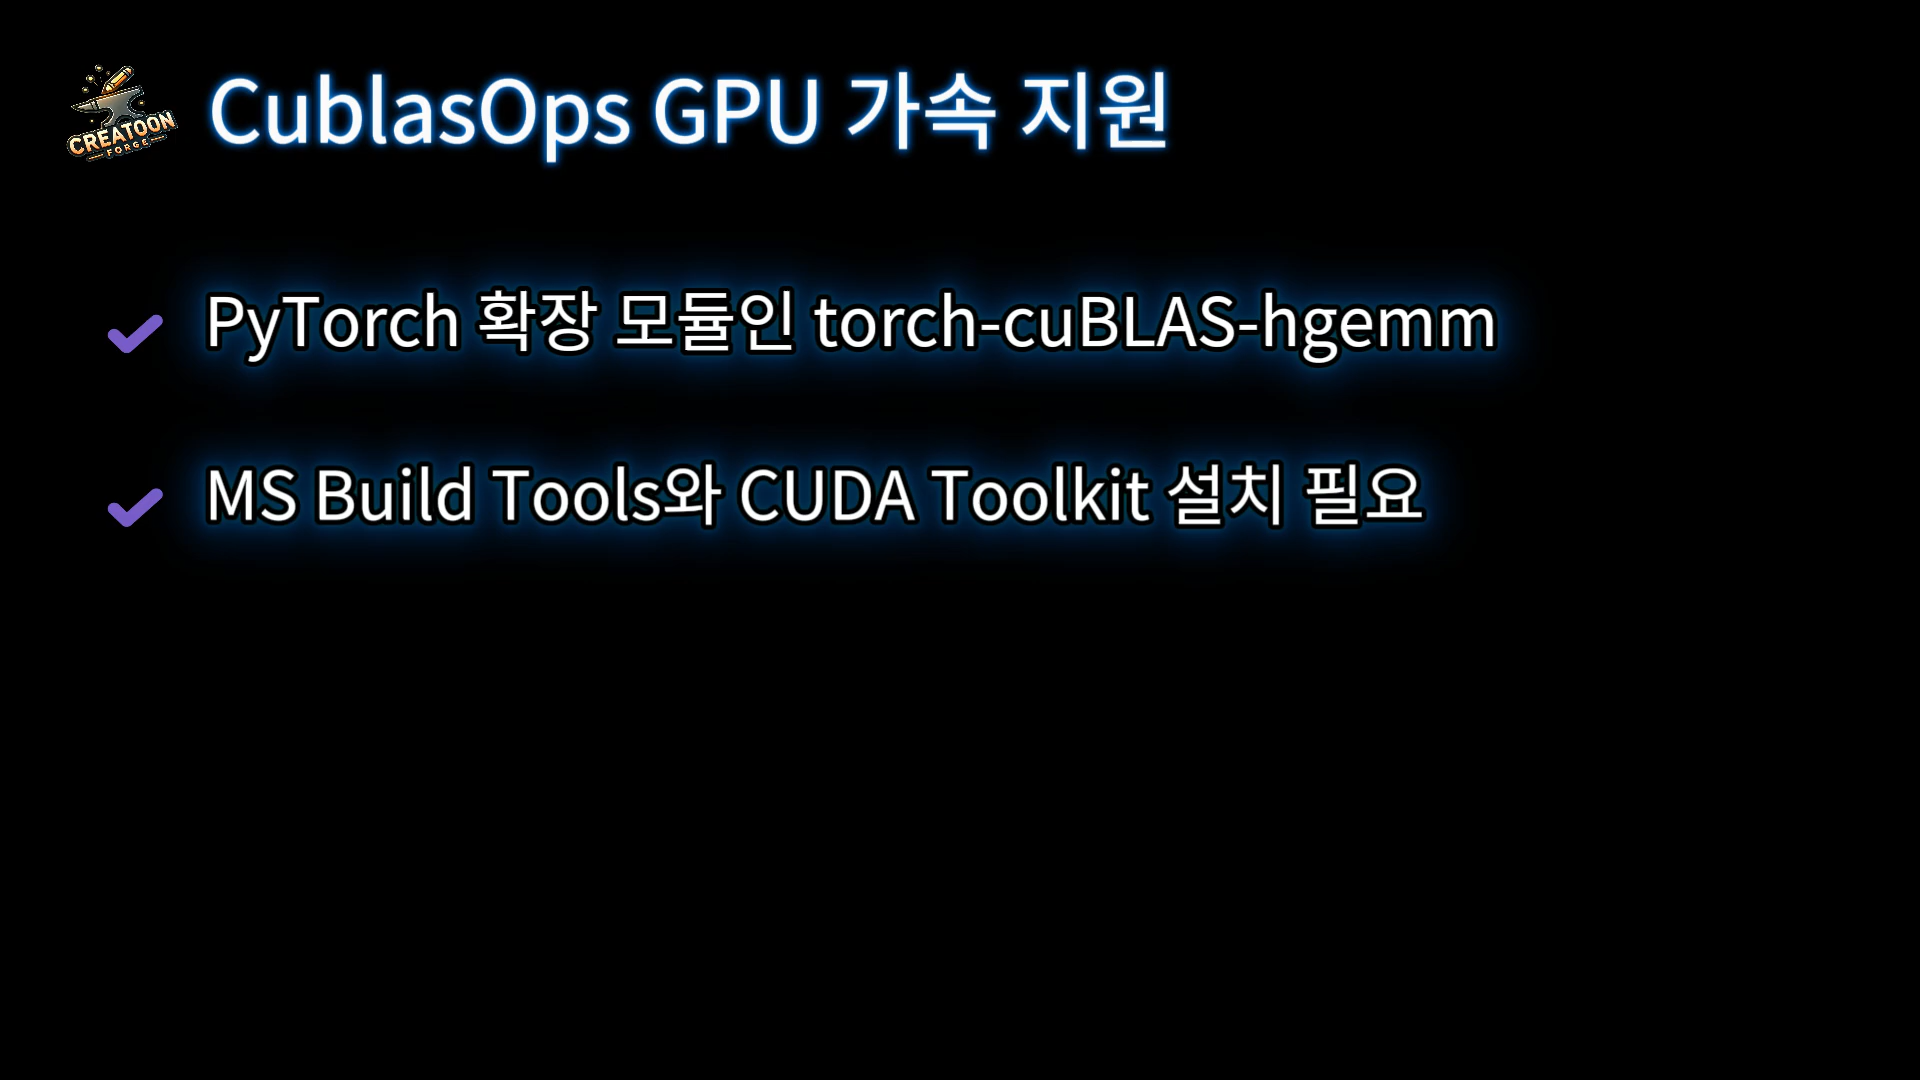 CREATOON
FORGE
CublasOps GPU 가속 지원
PyTorch 확장 모듈인 torch-cuBLAS-hgemm
MS Build Tools와 CUDA Toolkit 설치 필요